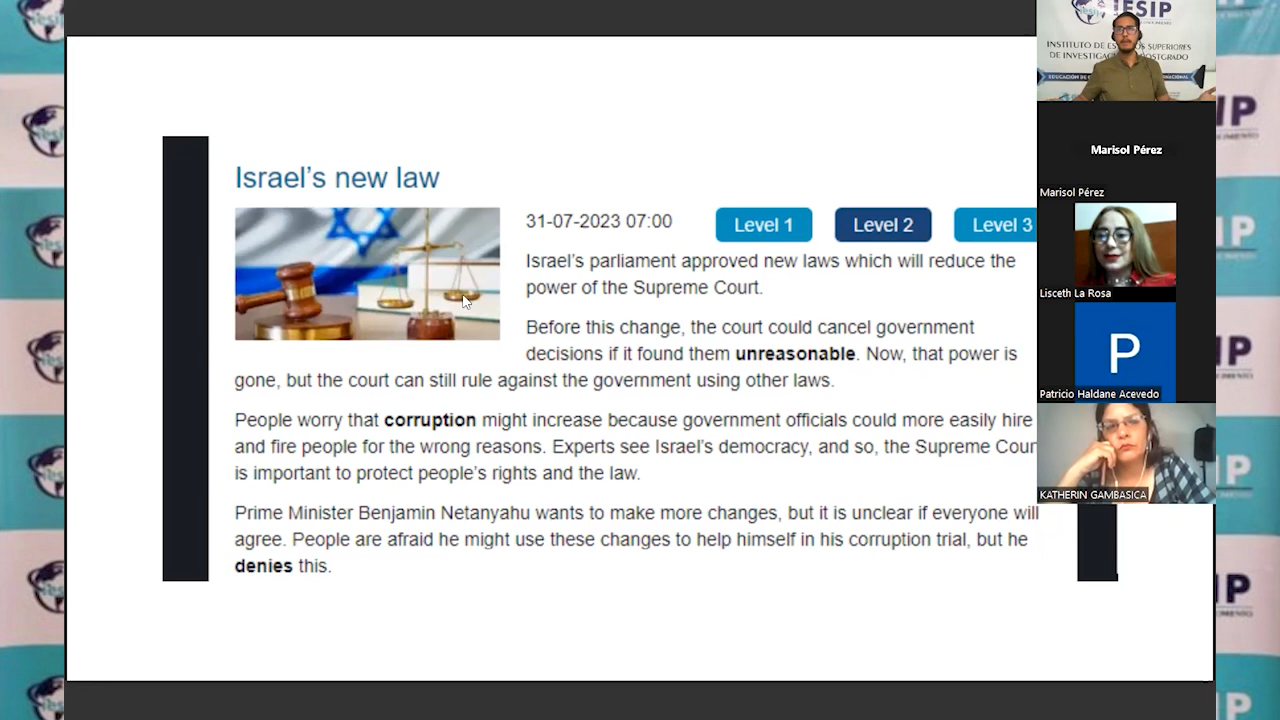 Israel's new law
31-07-2023 07:00
Level 1
Level 2
Level 3
Israel's parliament approved new laws which will reduce the
power of the Supreme Court.
Before this change, the court could cancel government
decisions if it found them unreasonable. Now, that power is
gone, but the court can still rule against the government using other laws.
People worry that corruption might increase because government officials could more easily hire
and fire people for the wrong reasons. Experts see Israel's democracy, and so, the Supreme Cour
is important to protect people's rights and the law.
Prime Minister Benjamin Netanyahu wants to make more changes, but it is unclear if everyone will
agree. People are afraid he might use these changes to help himself in his corruption trial, but he
denies this.
IESIP
INSTITUTO DE SUPERIORES
DE POSTGRADO
Marisol Pérez
Marisol Pérez
Lisceth La Rosa
P
Patricio Haldane Acevedo
KATHERIN GAMBASICA
IP
IP
IP